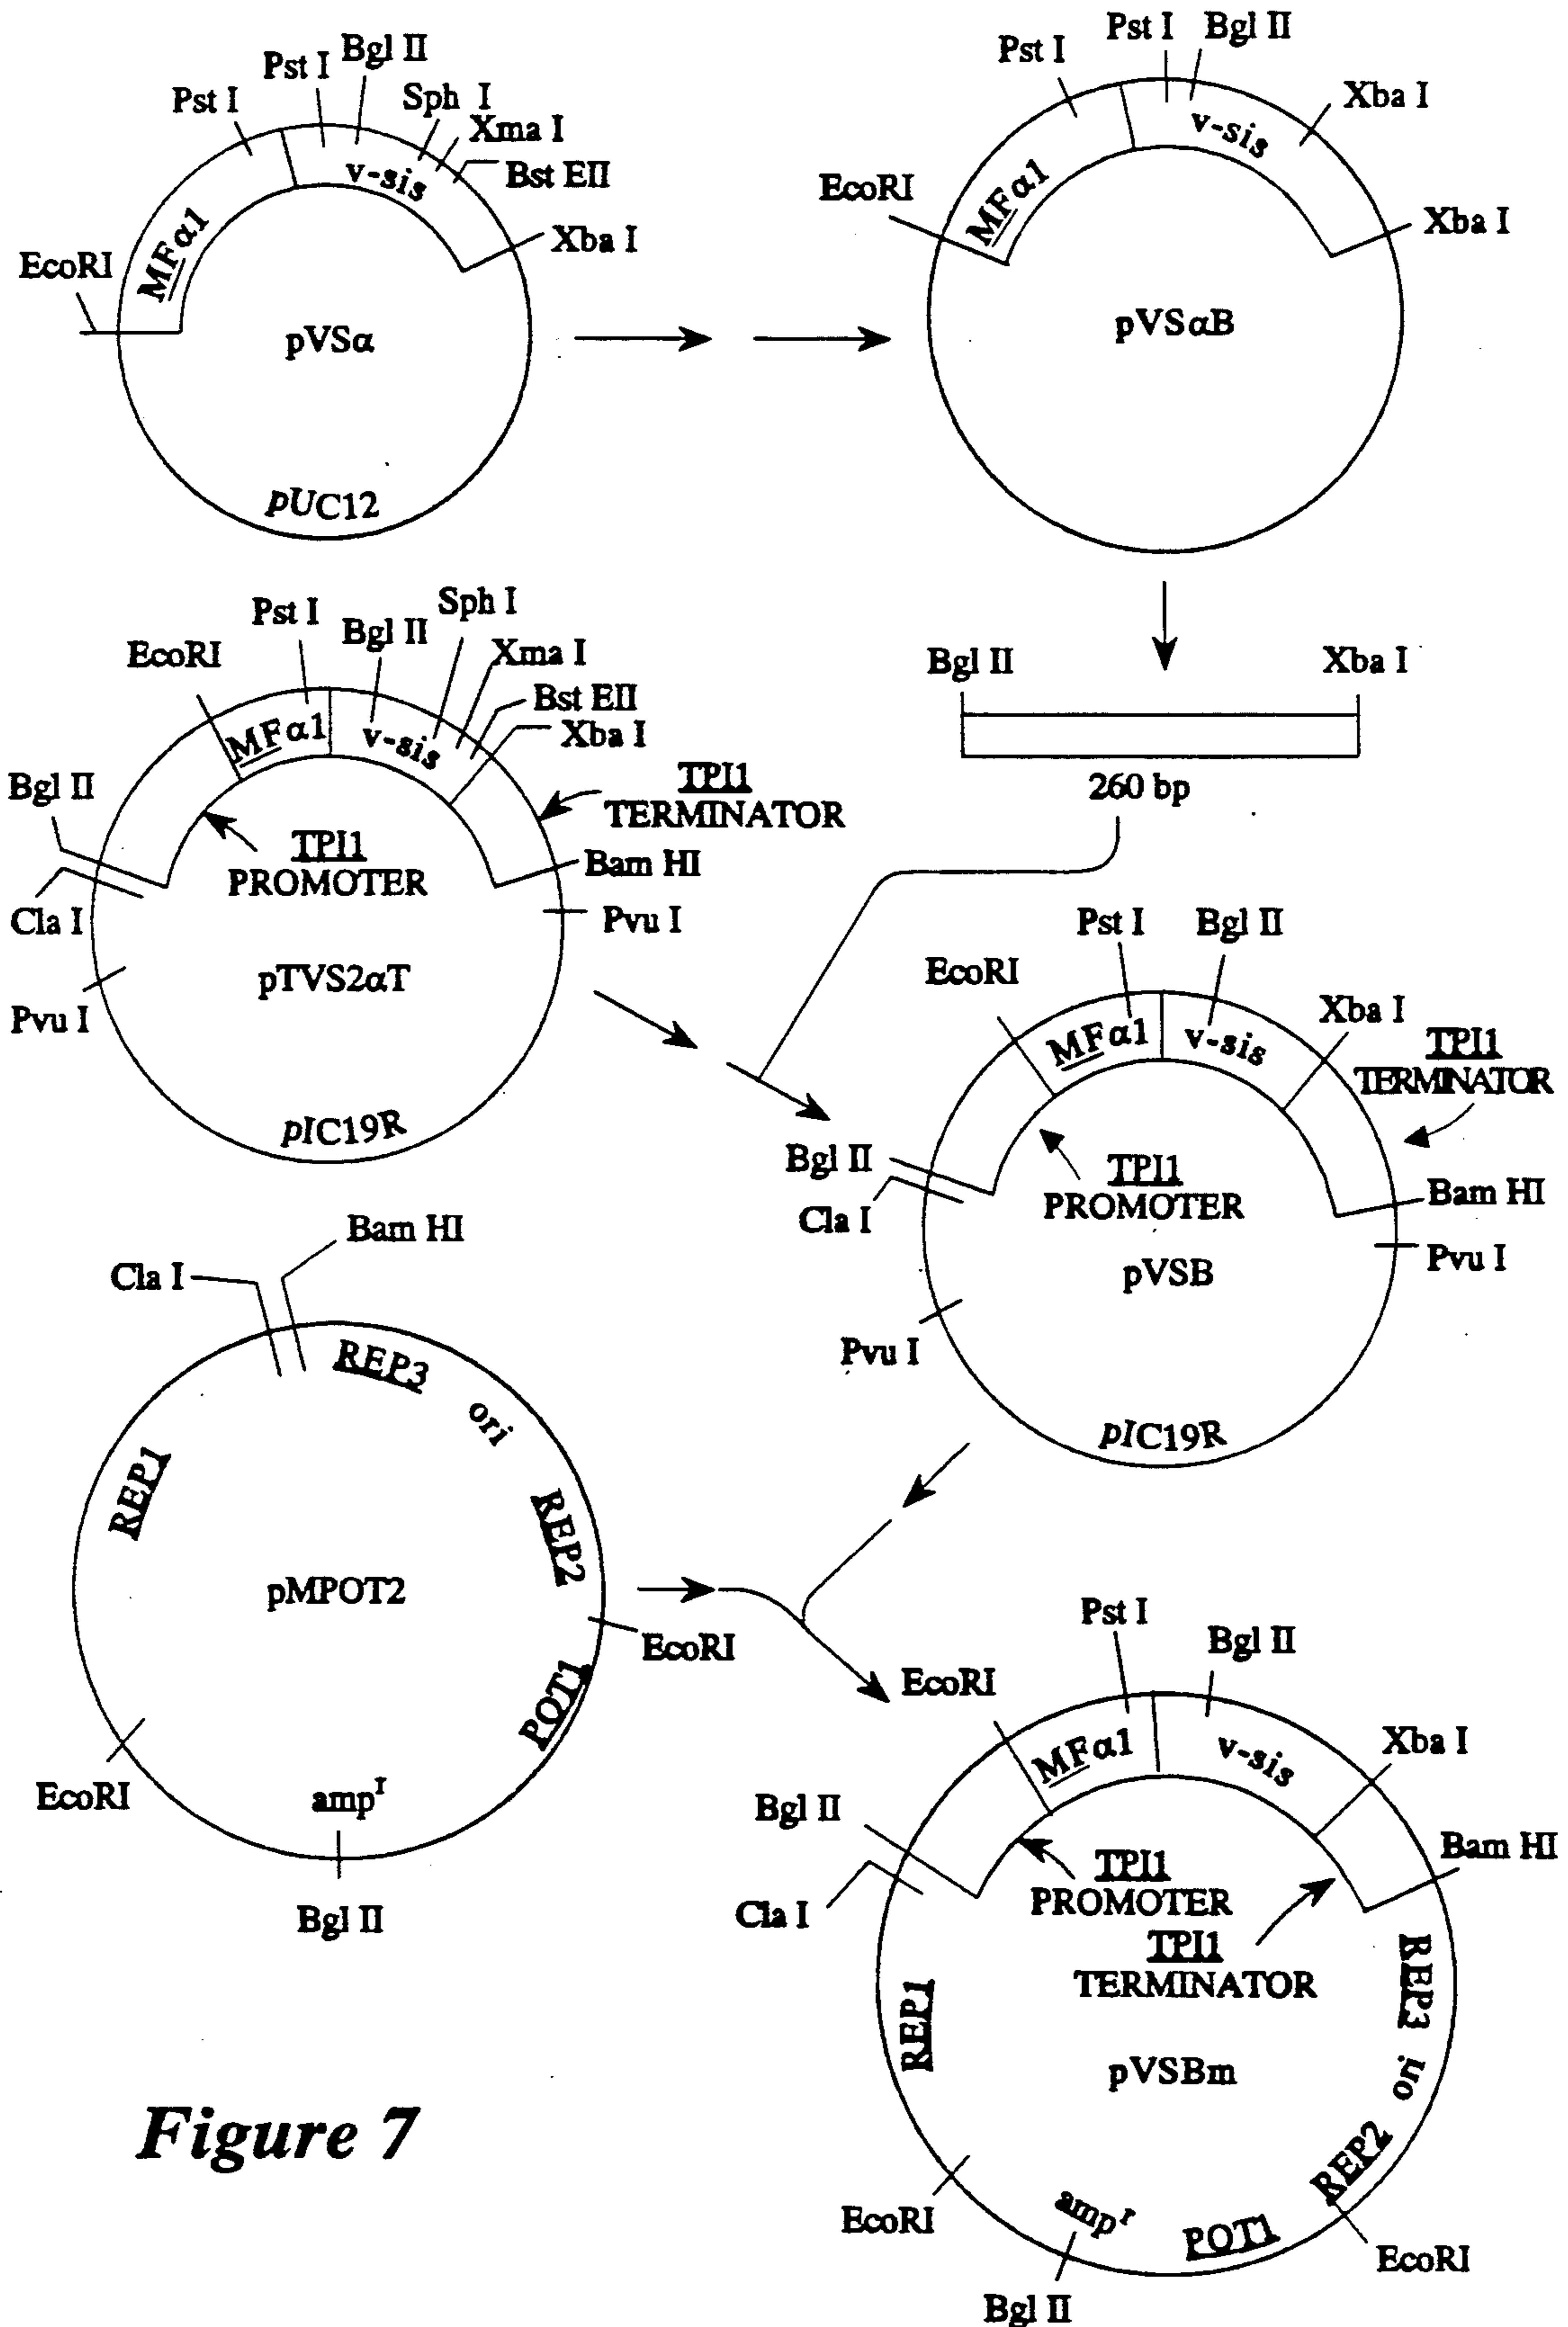 Pst I
Pst I
Bgl II
Sph I
Xma I
Bst EII
Xba I
EcoRI
MFα1
v-sis
pVSα
pUC12
Pst I
Pst I
Bgl II
Xba I
Xba I
EcoRI
MFα1
v-sis
pVSαB
Bgl II
Xba I
260 bp
Pst I
Sph I
Bgl II
EcoRI
Xma I
Bst EII
Xba I
MFα1
v-sis
Bgl II
TPI1
TERMINATOR
TPI1
PROMOTER
Bam HI
Cla I
Pvu I
pTVS2αT
Pvu I
pIC19R
Pst I
Bgl II
EcoRI
Xba I
MFα1
v-sis
TPI1
TERMINATOR
Bgl II
TPI1
PROMOTER
Bam HI
Cla I
Pvu I
pVSB
Pvu I
pIC19R
Bam HI
Cla I
REP3
ori
REP1
REP2
pMPOT2
EcoRI
POT1
EcoRI
ampr
Bgl II
Pst I
Bgl II
EcoRI
MFα1
v-sis
Xba I
Bgl II
Bam HI
TPI1
PROMOTER
Cla I
TPI1
TERMINATOR
REP3
REP1
pVSBm
ori
REP2
EcoRI
ampr
POT1
EcoRI
Bgl II
Figure 7